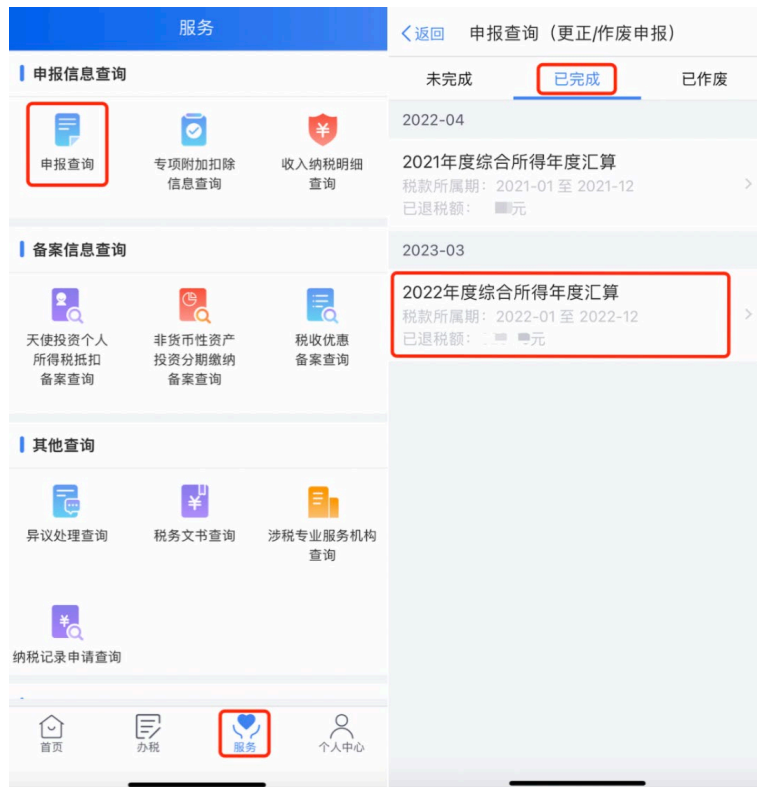 服务
申报信息查询
申报查询
专项附加扣除
信息查询
收入纳税明细
查询
备案信息查询
天使投资个人
所得税抵扣
备案查询
非货币性资产
投资分期缴纳
备案查询
税收优惠
备案查询
其他查询
异议处理查询
税务文书查询
涉税专业服务机构
查询
纳税记录申请查询
首页
办税
服务
个人中心
返回
申报查询（更正/作废申报）
未完成
已完成
已作废
2022-04
2021年度综合所得年度汇算
税款所属期：2021-01 至 2021-12
已退税额： 元
2023-03
2022年度综合所得年度汇算
税款所属期：2022-01 至 2022-12
已退税额： 元